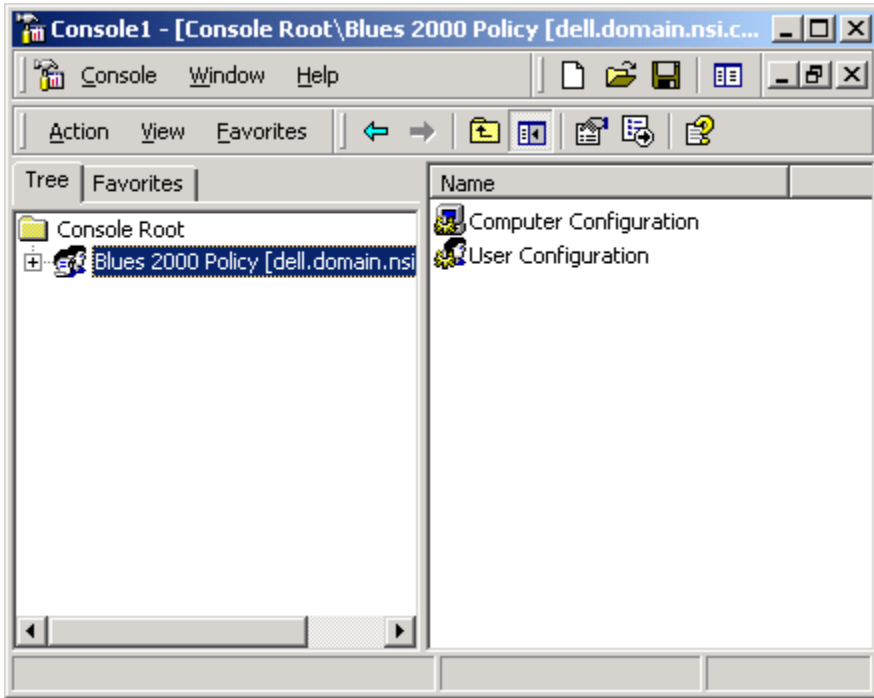 Console1 - [Console Root\Blues 2000 Policy [dell.domain.nsi.c...
Console Window Help
Action View Favorites
Tree Favorites
Console Root
Blues 2000 Policy [dell.domain.nsi
Name
Computer Configuration
User Configuration